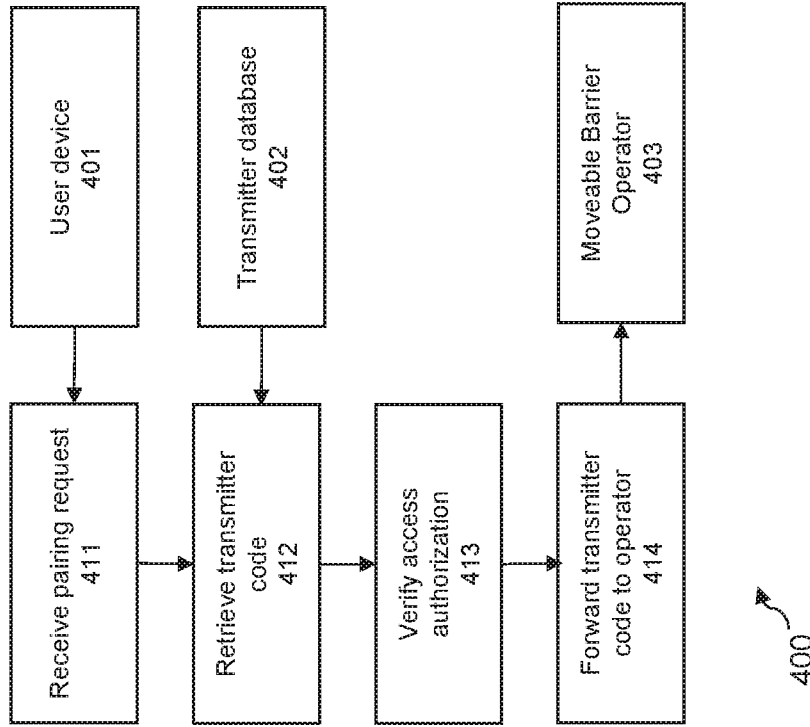 User device
401
Transmitter database
402
Moveable Barrier
Operator
403
Receive pairing request
411
Retrieve transmitter
code
412
Verify access
authorization
413
Forward transmitter
code to operator
414
400